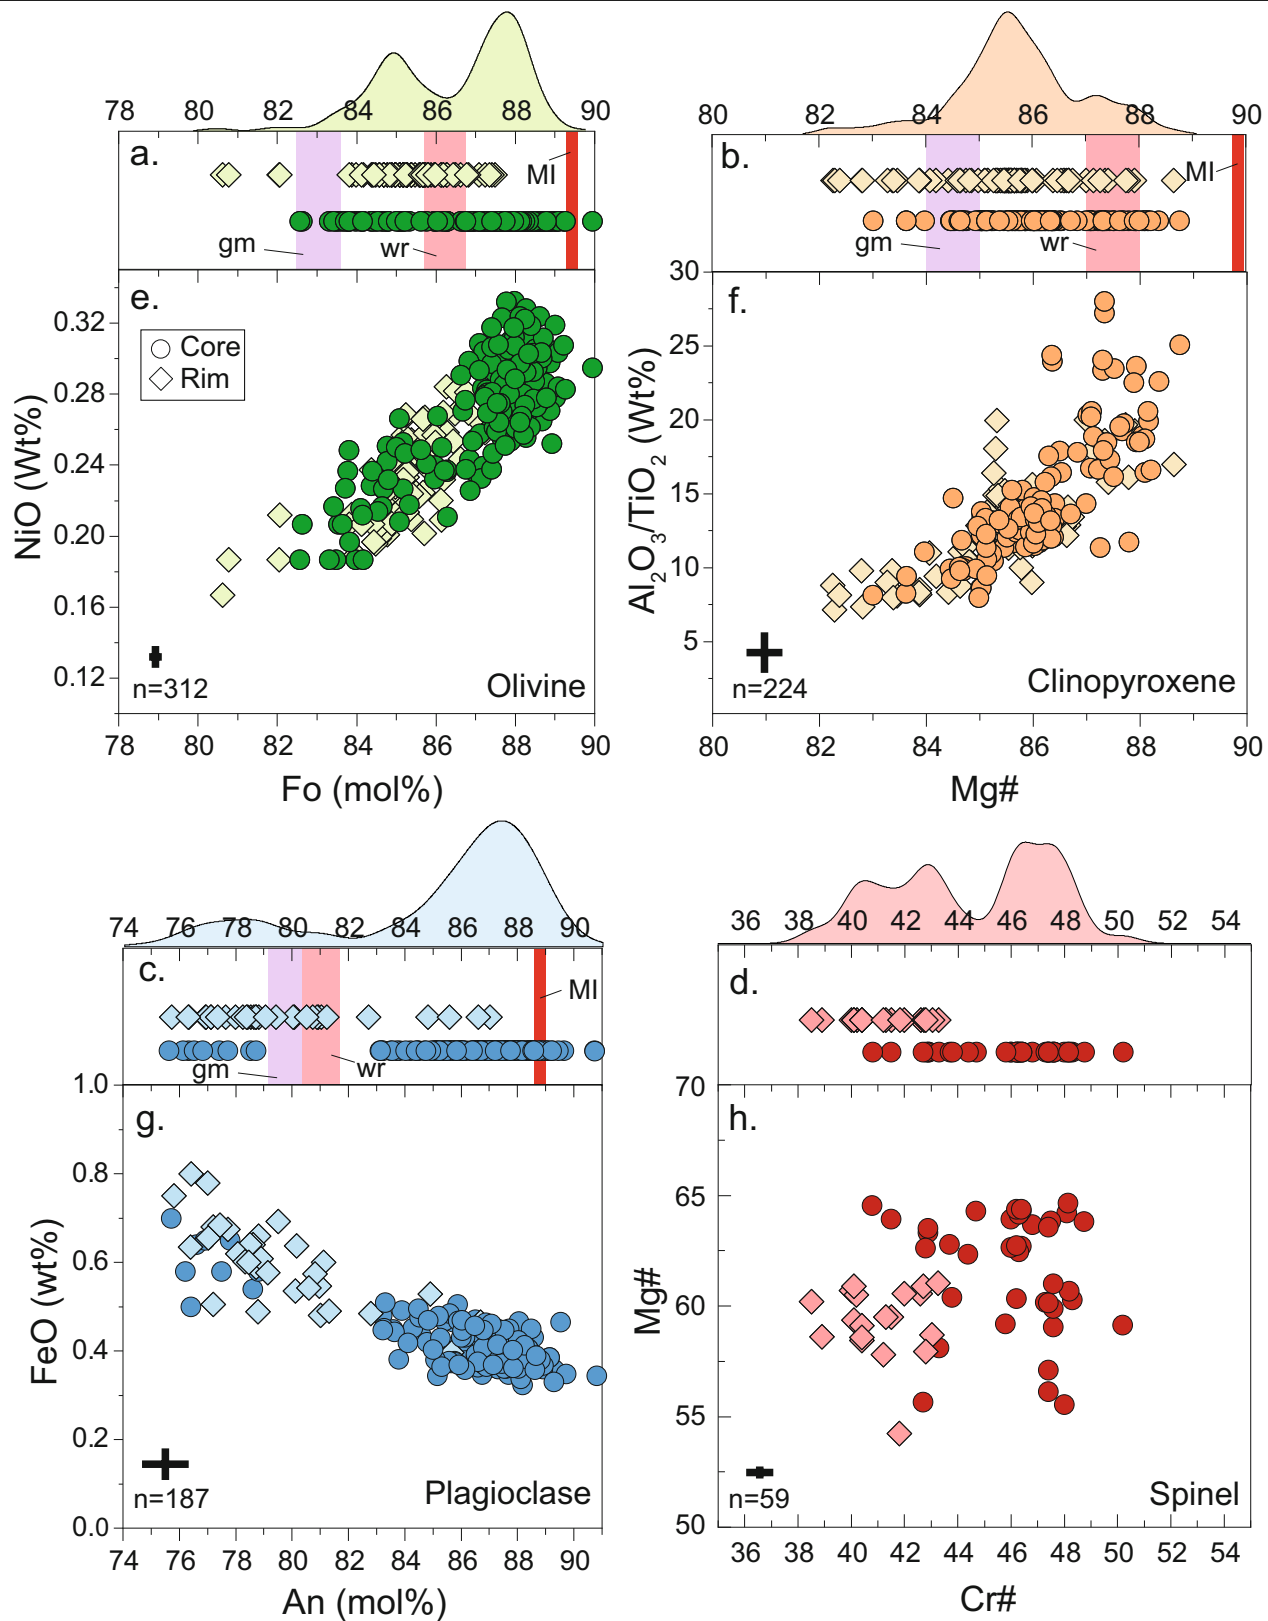 78 80 82 84 86 88 90
a.
MI
gm wr
80 82 84 86 88 90
b.
MI
gm wr
e.
Core
Rim
0.32
0.28
0.24
0.20
0.16
0.12
NiO (Wt%)
n=312
Olivine
78 80 82 84 86 88 90
Fo (mol%)
f.
30
25
20
15
10
5
Al₂O₃/TiO₂ (Wt%)
n=224
Clinopyroxene
80 82 84 86 88 90
Mg#
74 76 78 80 82 84 86 88 90
c.
MI
gm wr
36 38 40 42 44 46 48 50 52 54
d.
g.
1.0
0.8
0.6
0.4
0.2
0.0
FeO (wt%)
n=187
Plagioclase
74 76 78 80 82 84 86 88 90
An (mol%)
h.
70
65
60
55
50
Mg#
n=59
Spinel
36 38 40 42 44 46 48 50 52 54
Cr#